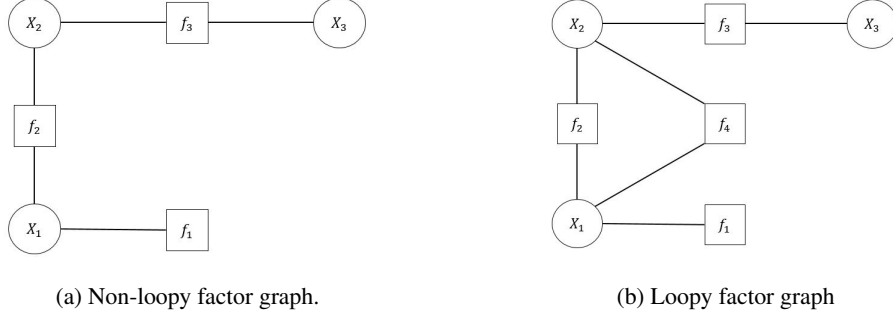 X₂ f₃ X₃
f₂
X₁ f₁
(a) Non-loopy factor graph.
X₂ f₃ X₃
f₂ f₄
X₁ f₁
(b) Loopy factor graph